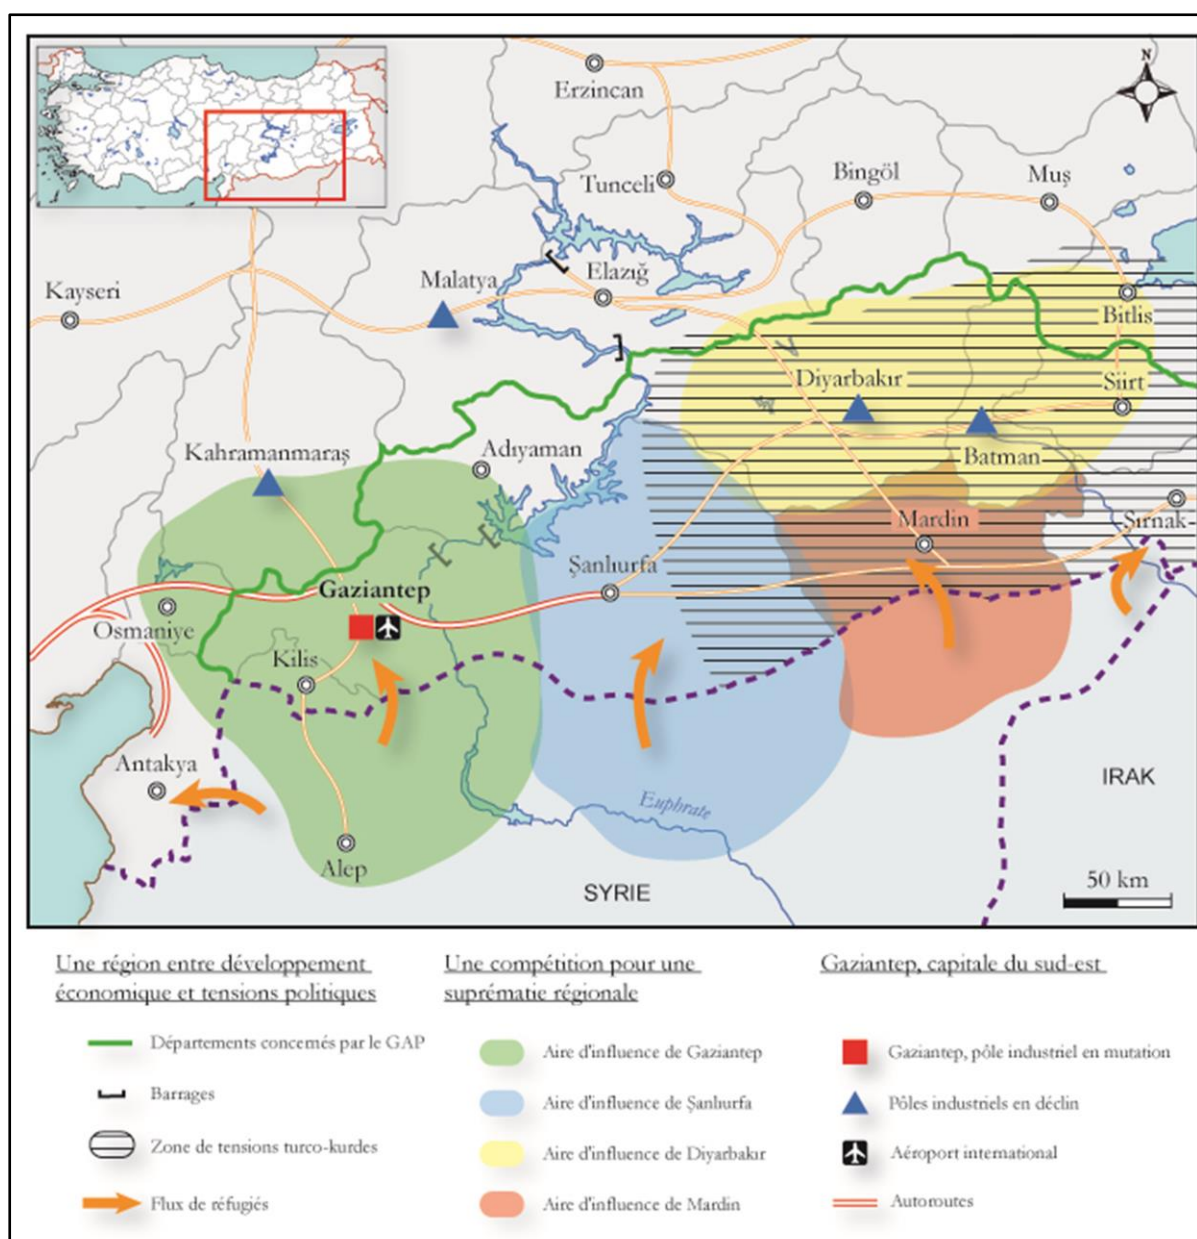 N
Erzincan
Tunceli
Bingöl
Muş
Kayseri
Malatya
Elazığ
Bitlis
Diyarbakır
Siirt
Kahramanmaraş
Adıyaman
Batman
Mardin
Şırnak
Şanlıurfa
Gaziantep
Osmaniye
Kilis
Antakya
IRAK
Euphrate
Alep
SYRIE
50 km
Une région entre développement
économique et tensions politiques
Départements concernés par le GAP
Barrages
Zone de tensions turco-kurdes
Flux de réfugiés
Une compétition pour une
suprématie régionale
Aire d'influence de Gaziantep
Aire d'influence de Şanlıurfa
Aire d'influence de Diyarbakır
Aire d'influence de Mardin
Gaziantep, capitale du sud-est
Gaziantep, pôle industriel en mutation
Pôles industriels en déclin
Aéroport international
Autoroutes